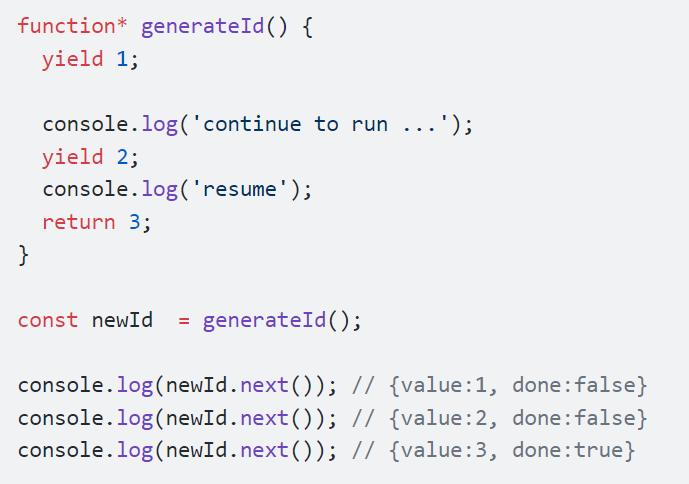 function* generateId() {
  yield 1;

  console.log('continue to run ...');
  yield 2;
  console.log('resume');
  return 3;
}

const newId  = generateId();

console.log(newId.next()); // {value:1, done:false}
console.log(newId.next()); // {value:2, done:false}
console.log(newId.next()); // {value:3, done:true}